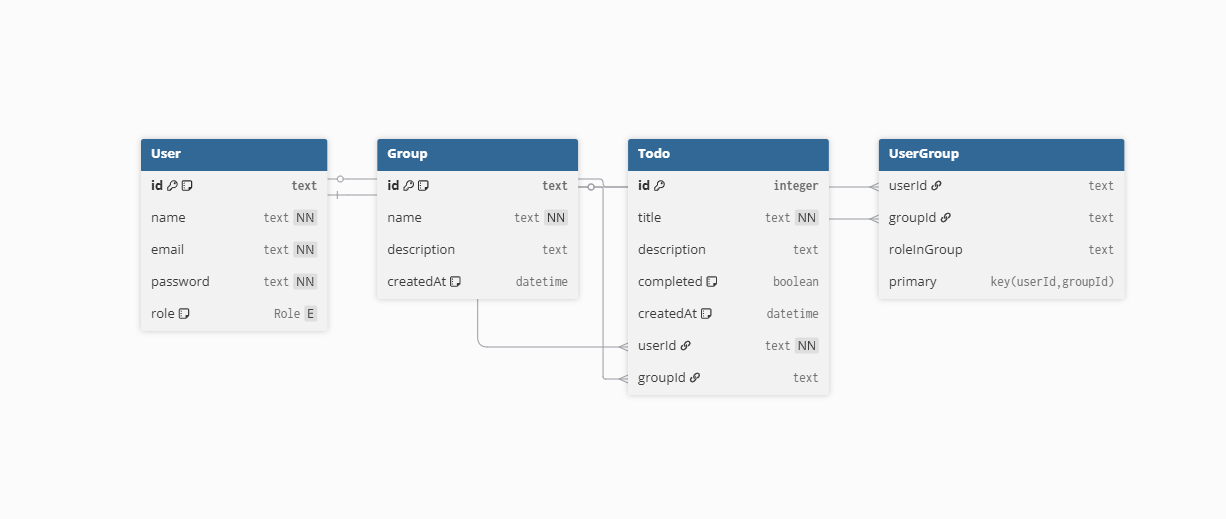 User
id text
name text NN
email text NN
password text NN
role Role E
Group
id text
name text NN
description text
createdAt datetime
Todo
id integer
title text NN
description text
completed boolean
createdAt datetime
userId text NN
groupId text
UserGroup
userId text
groupId text
roleInGroup text
primary key(userId,groupId)